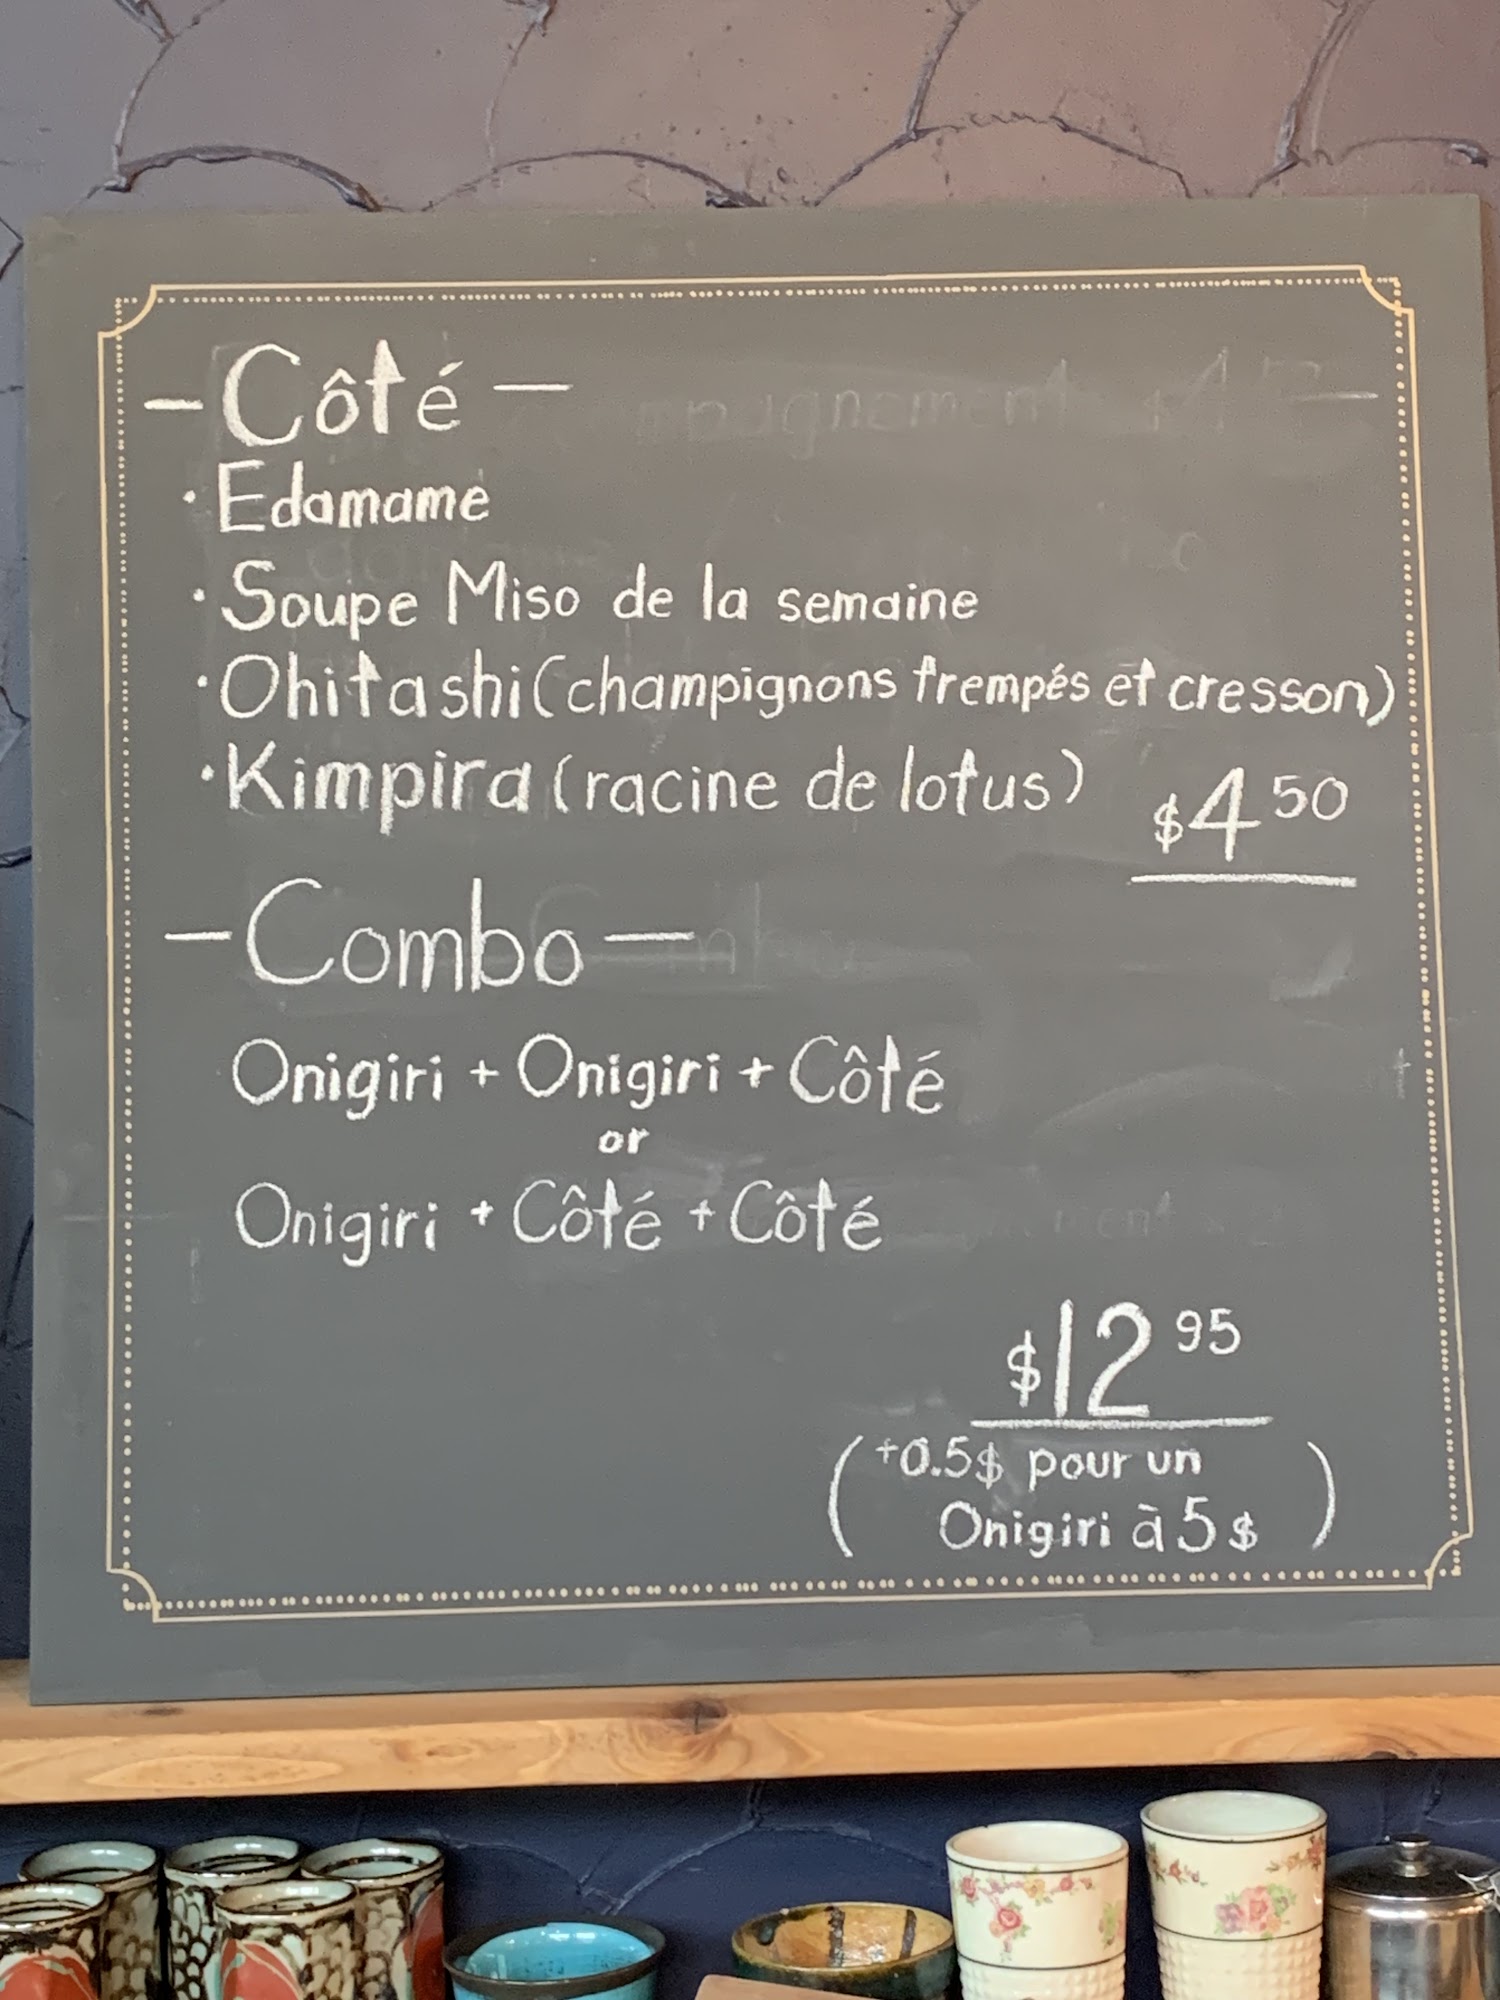 - Côté -
· Edamame
· Soupe Miso de la semaine
· Ohitashi (champignons trempés et cresson)
· Kimpira (racine de lotus)
$4 50
- Combo -
Onigiri + Onigiri + Côté
or
Onigiri + Côté + Côté
$12 95
(+0.5$ pour un
Onigiri à 5$)